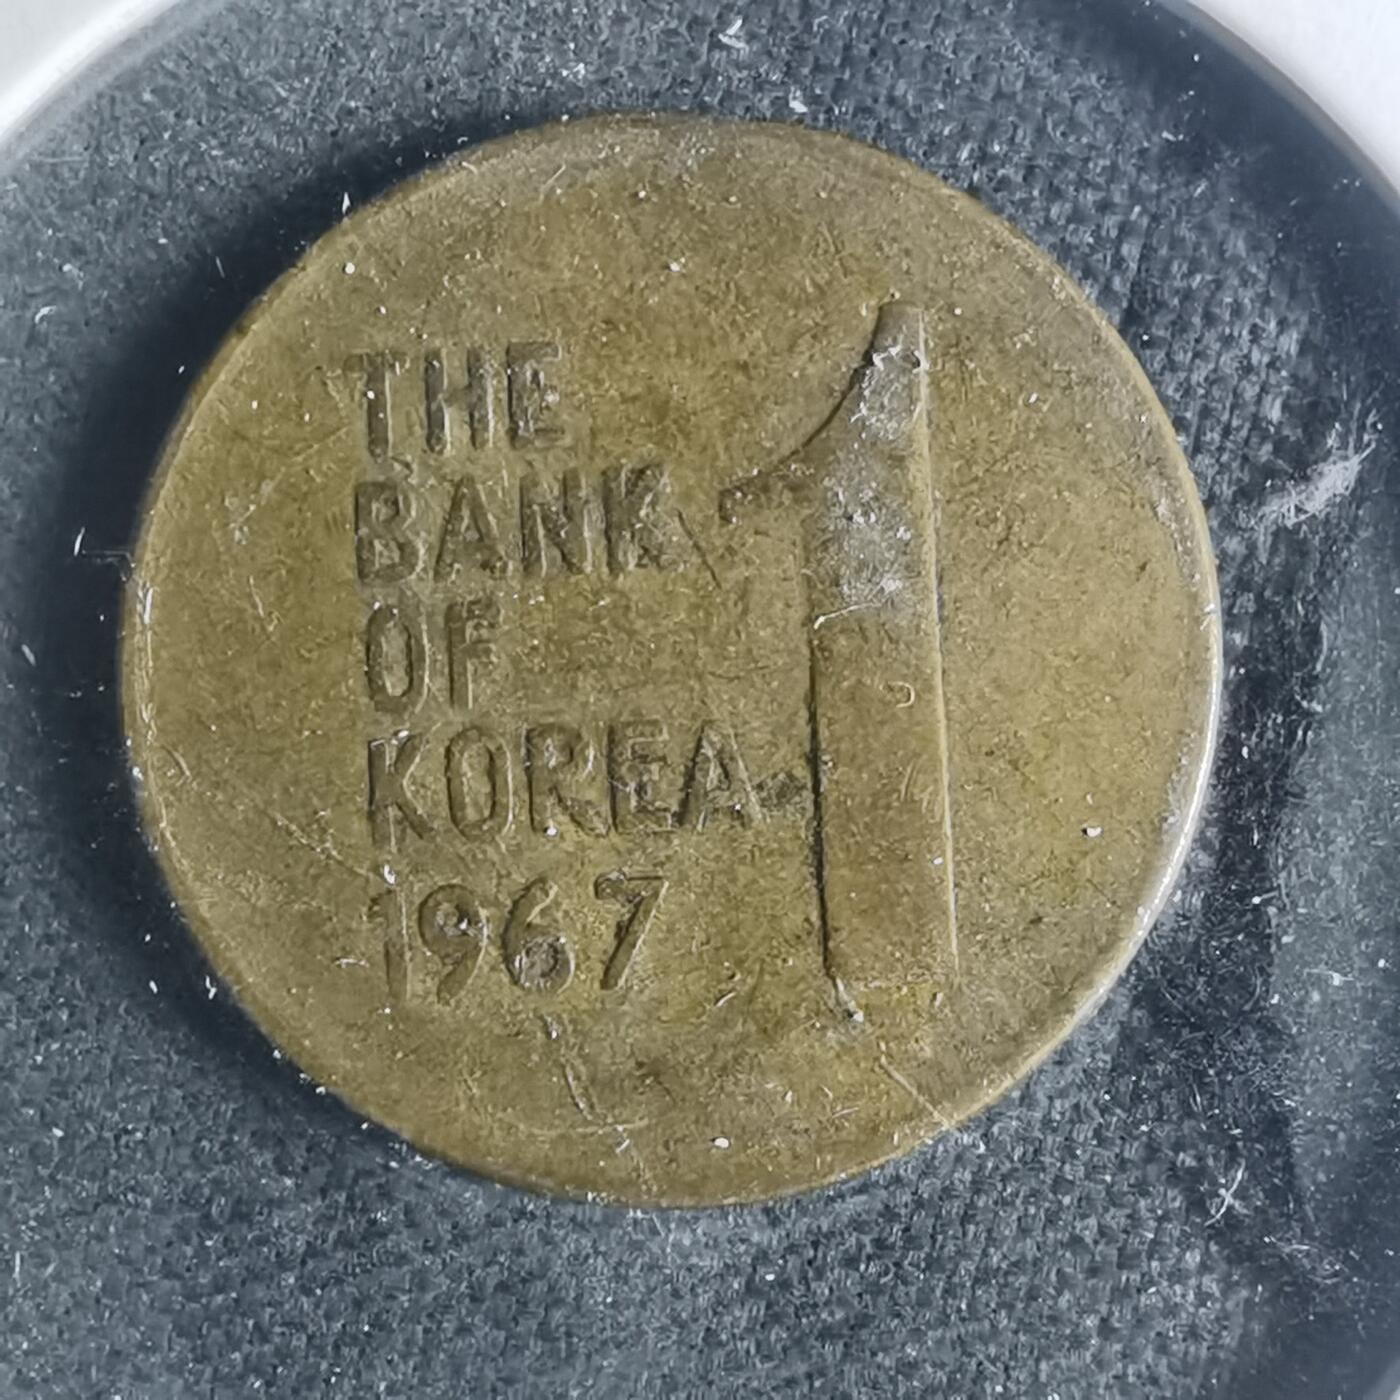 THE
BANK
OF
KOREA
1967
1